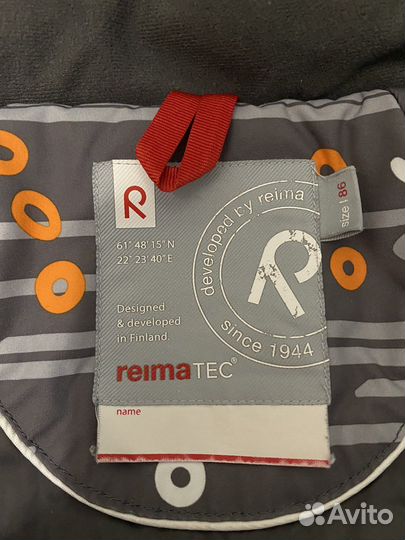 R
61° 48' 15" N
22° 23' 40" E
developed by reima
R
since 1944
size | 86
Designed
& developed
in Finland.
reimaTEC®
name
Avito